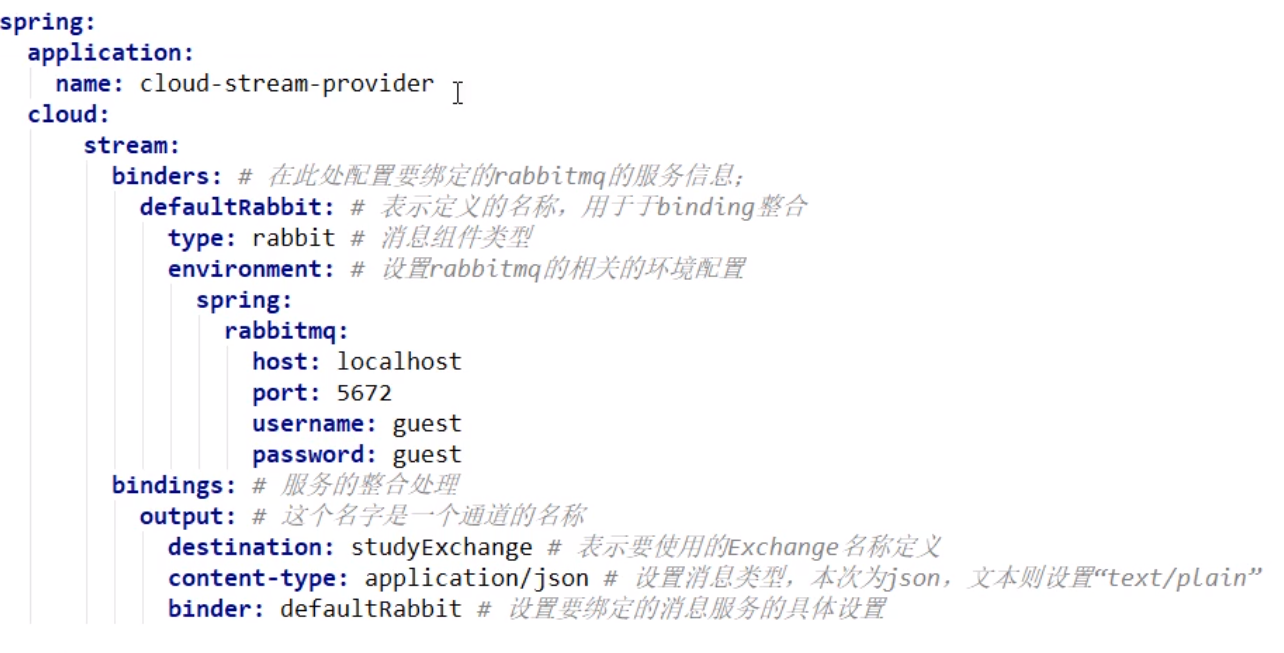 spring:
  application:
    name: cloud-stream-provider
  cloud:
      stream:
        binders: # 在此处配置要绑定的rabbitmq的服务信息;
          defaultRabbit: # 表示定义的名称，用于于binding整合
            type: rabbit # 消息组件类型
            environment: # 设置rabbitmq的相关的环境配置
              spring:
                rabbitmq:
                  host: localhost
                  port: 5672
                  username: guest
                  password: guest
        bindings: # 服务的整合处理
          output: # 这个名字是一个通道的名称
            destination: studyExchange # 表示要使用的Exchange名称定义
            content-type: application/json # 设置消息类型，本次为json，文本则设置“text/plain”
            binder: defaultRabbit # 设置要绑定的消息服务的具体设置